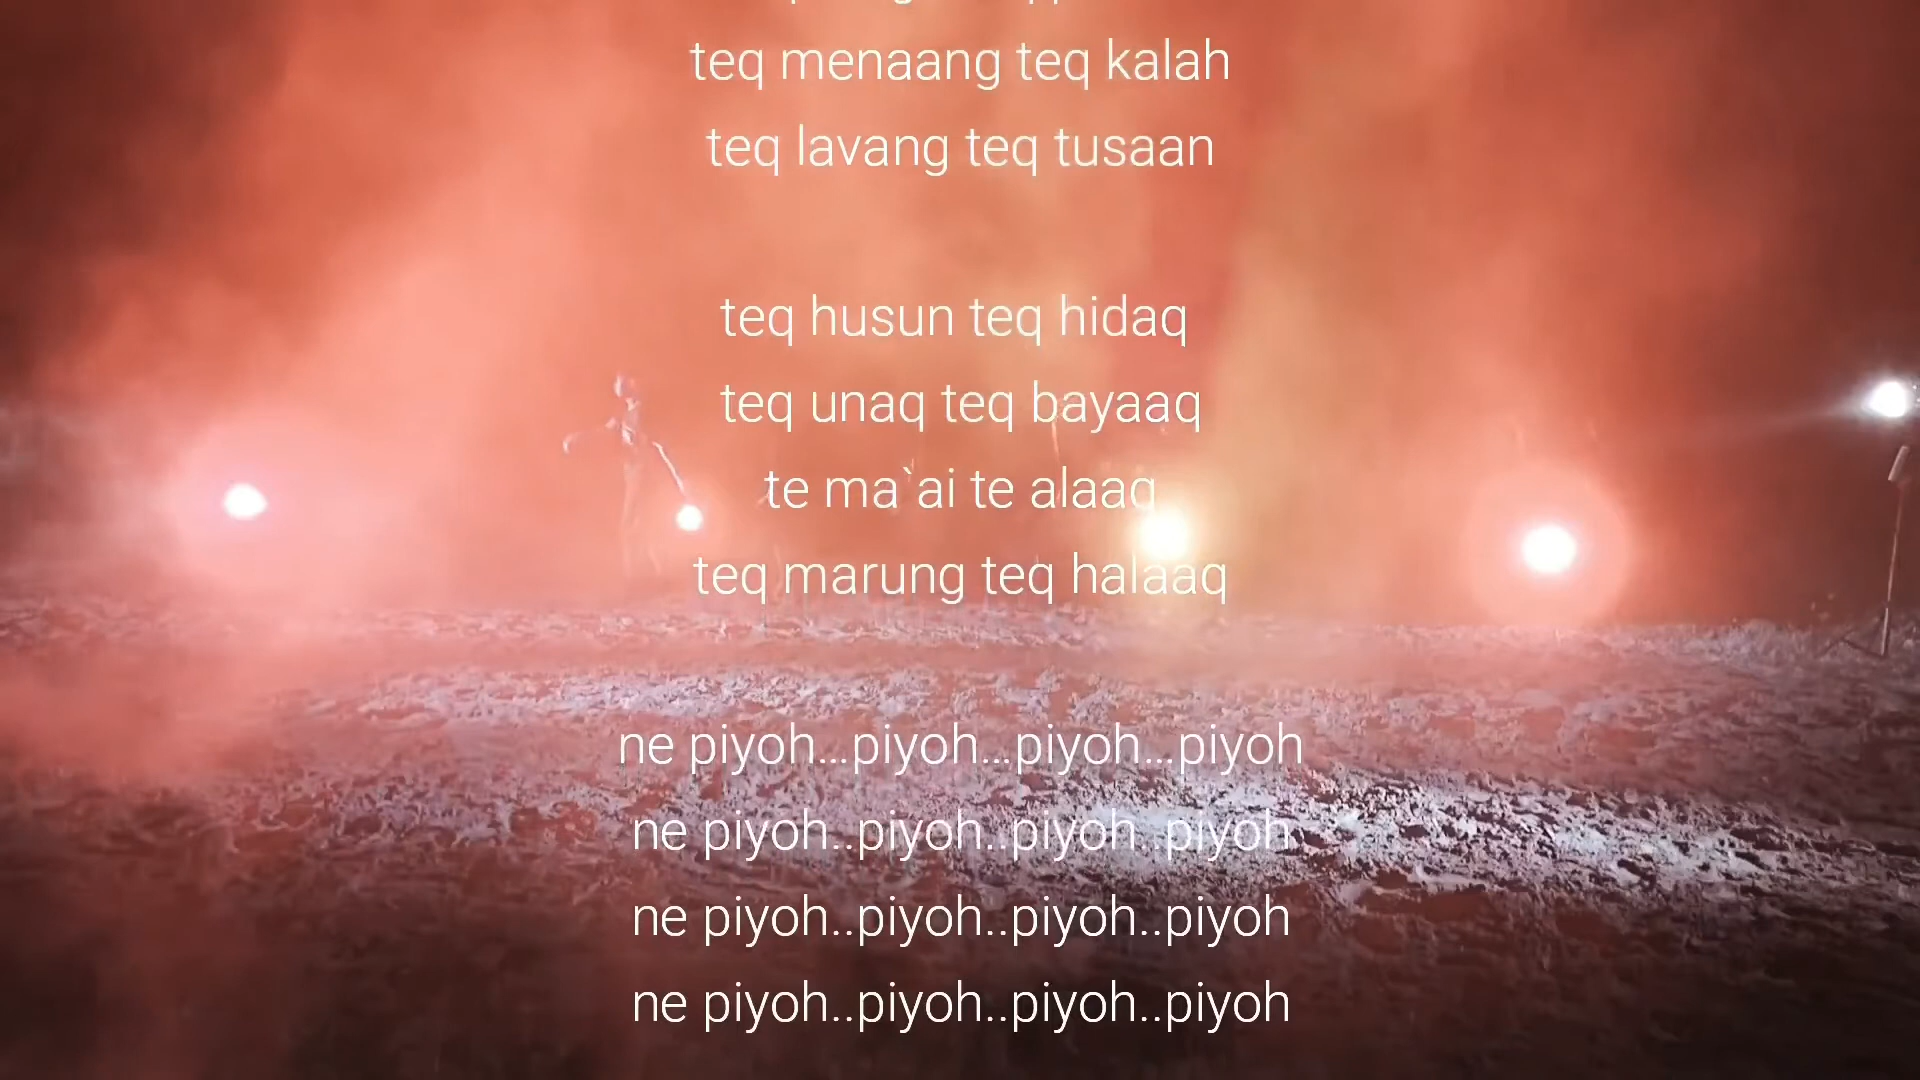 teq menaang teq kalah
teq lavang teq tusaan
teq husun teq hidaq
teq unaq teq bayaaq
te ma`ai te alaaq
teq marung teq halaaq
ne piyoh...piyoh...piyoh...piyoh
ne piyoh..piyoh..piyoh..piyoh
ne piyoh..piyoh..piyoh..piyoh
ne piyoh..piyoh..piyoh..piyoh